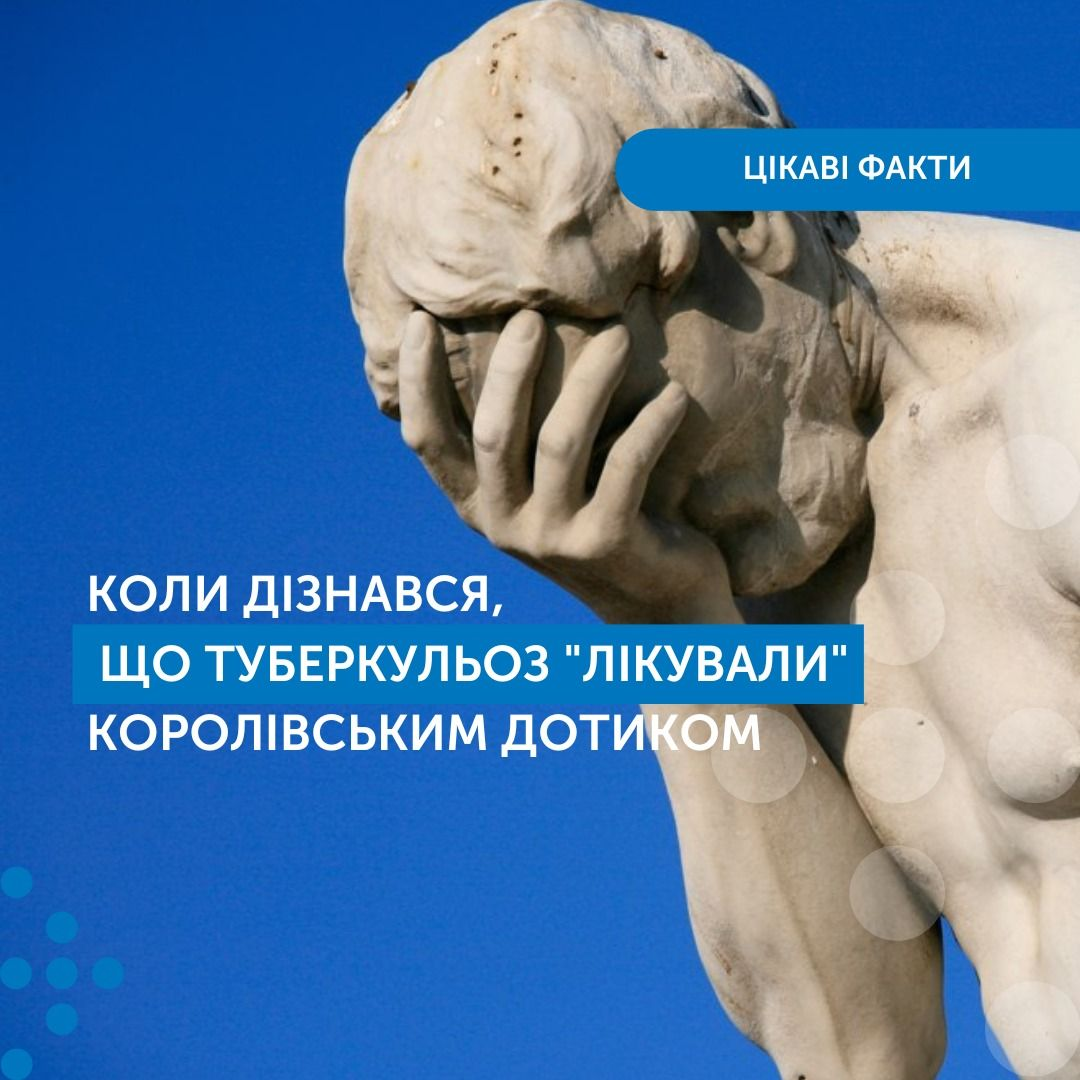 ЦІКАВІ ФАКТИ
КОЛИ ДІЗНАВСЯ,
ЩО ТУБЕРКУЛЬОЗ "ЛІКУВАЛИ"
КОРОЛІВСЬКИМ ДОТИКОМ